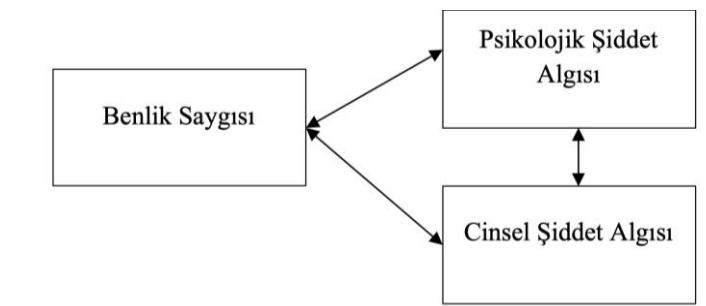 Psikolojik Şiddet
Algısı
Benlik Saygısı
Cinsel Şiddet Algısı